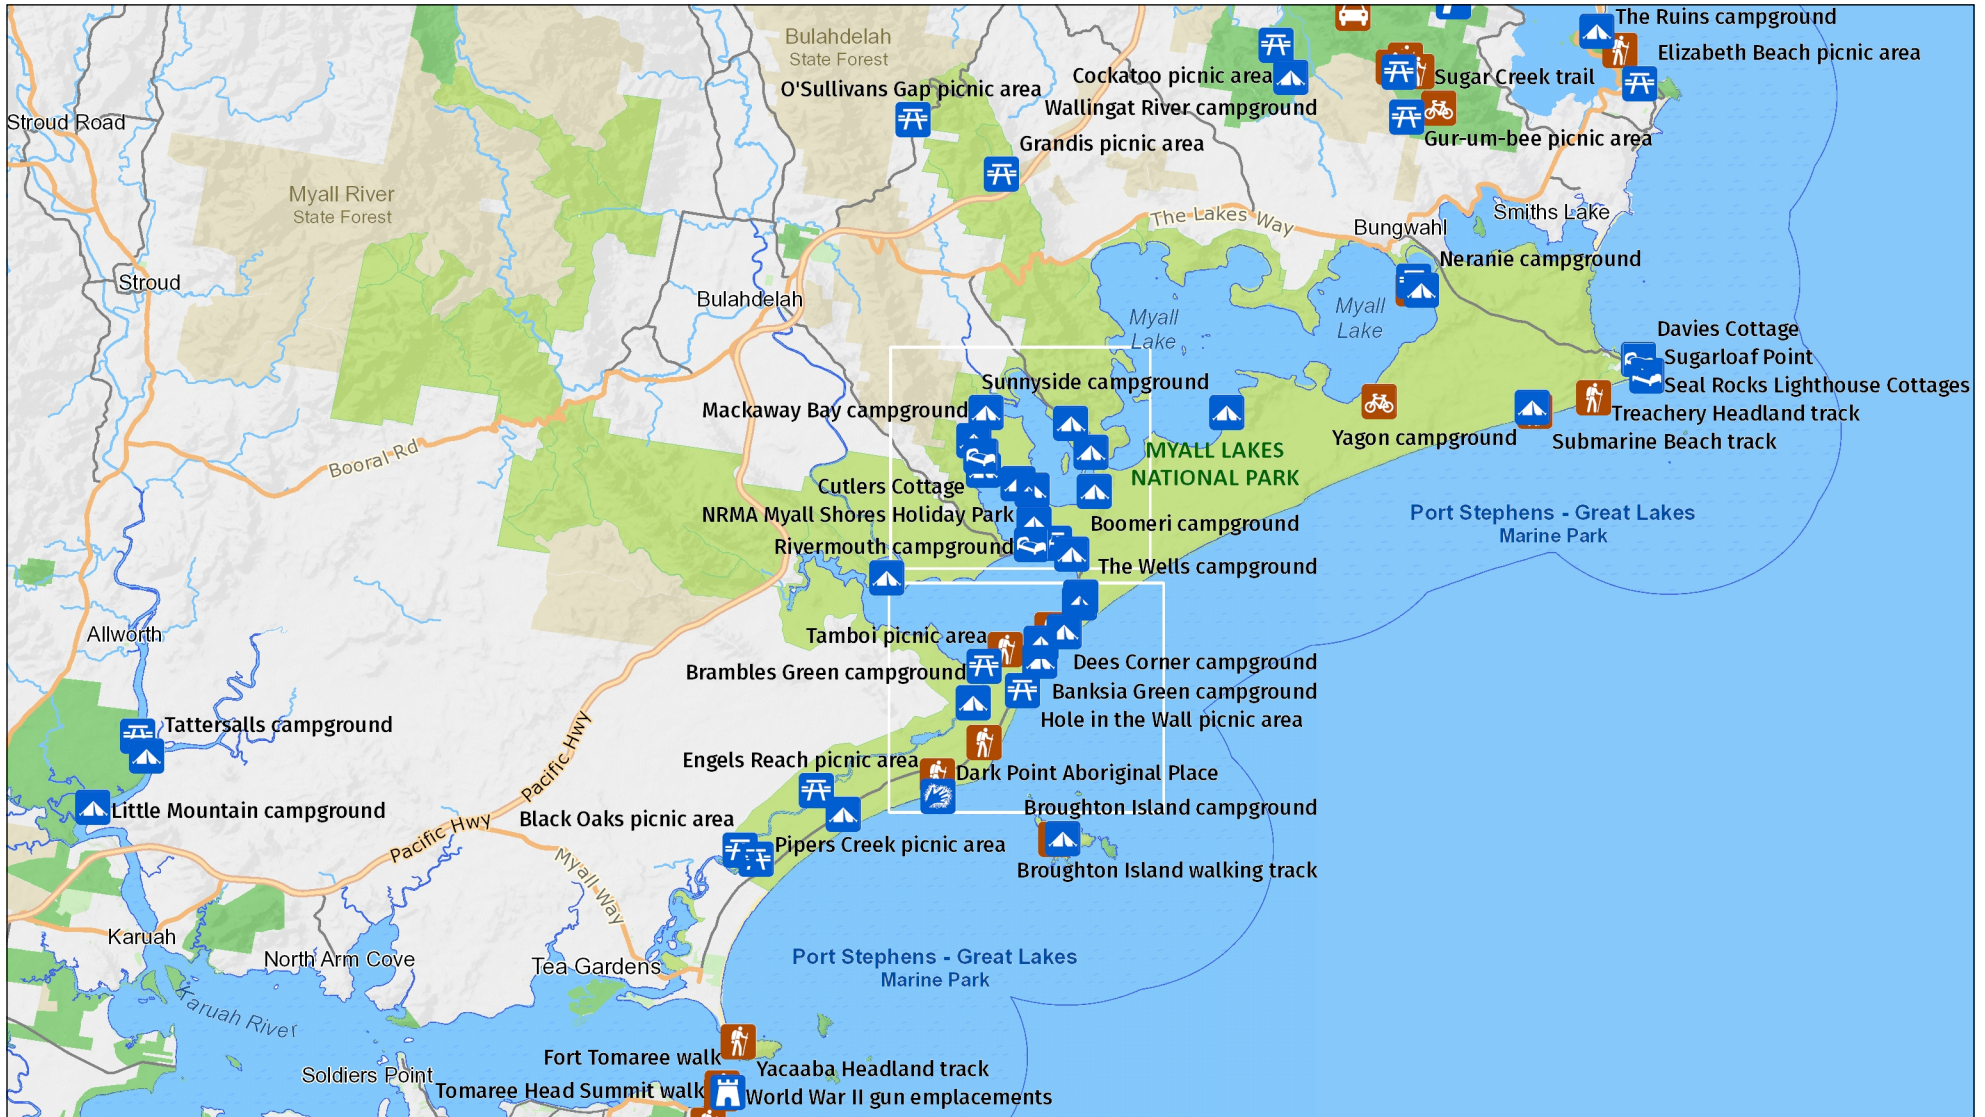 The Ruins campground
Elizabeth Beach picnic area
Bulahdelah
State Forest
Cockatoo picnic area
Sugar Creek trail
O'Sullivans Gap picnic area
Wallingat River campground
Stroud Road
Grandis picnic area
Gur-um-bee picnic area
Myall River
State Forest
The Lakes Way
Smiths Lake
Bungwahl
Neranie campground
Stroud
Bulahdelah
Myall
Lake
Myall
Lake
Davies Cottage
Sugarloaf Point
Seal Rocks Lighthouse Cottages
Sunnyside campground
Mackaway Bay campground
Treachery Headland track
Yagon campground
Submarine Beach track
Booral Rd
MYALL LAKES
NATIONAL PARK
Cutlers Cottage
NRMA Myall Shores Holiday Park
Boomeri campground
Port Stephens - Great Lakes
Marine Park
Rivermouth campground
The Wells campground
Allworth
Tamboi picnic area
Brambles Green campground
Dees Corner campground
Banksia Green campground
Hole in the Wall picnic area
Tattersalls campground
Pacific Hwy
Engels Reach picnic area
Dark Point Aboriginal Place
Little Mountain campground
Broughton Island campground
Black Oaks picnic area
Pacific Hwy
Pipers Creek picnic area
Broughton Island walking track
Myall Way
Karuah
North Arm Cove
Tea Gardens
Port Stephens - Great Lakes
Marine Park
Karuah River
Fort Tomaree walk
Yacaaba Headland track
Soldiers Point
Tomaree Head Summit walk
World War II gun emplacements